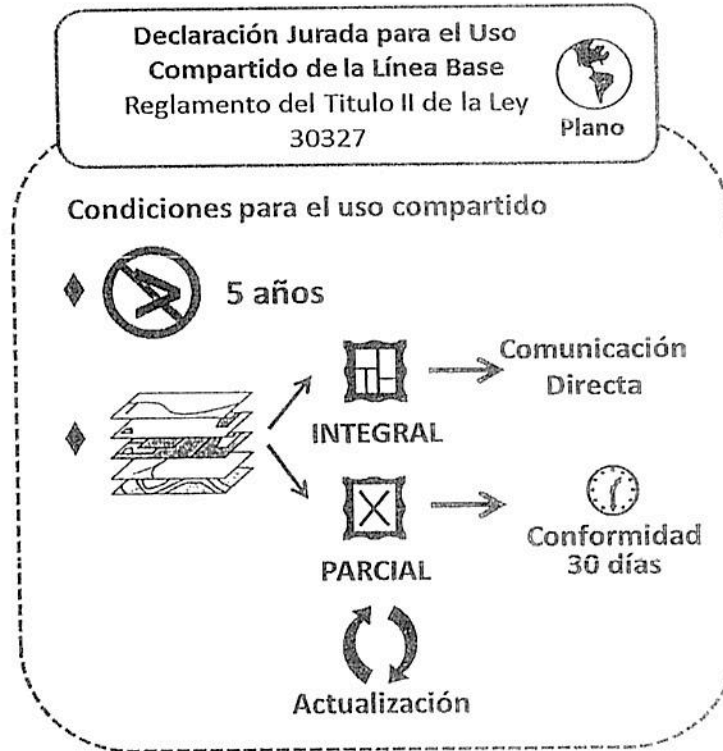 Declaración Jurada para el Uso
Compartido de la Línea Base
Reglamento del Titulo II de la Ley
30327
Plano
Condiciones para el uso compartido
5 años
INTEGRAL
Comunicación
Directa
PARCIAL
Conformidad
30 días
Actualización